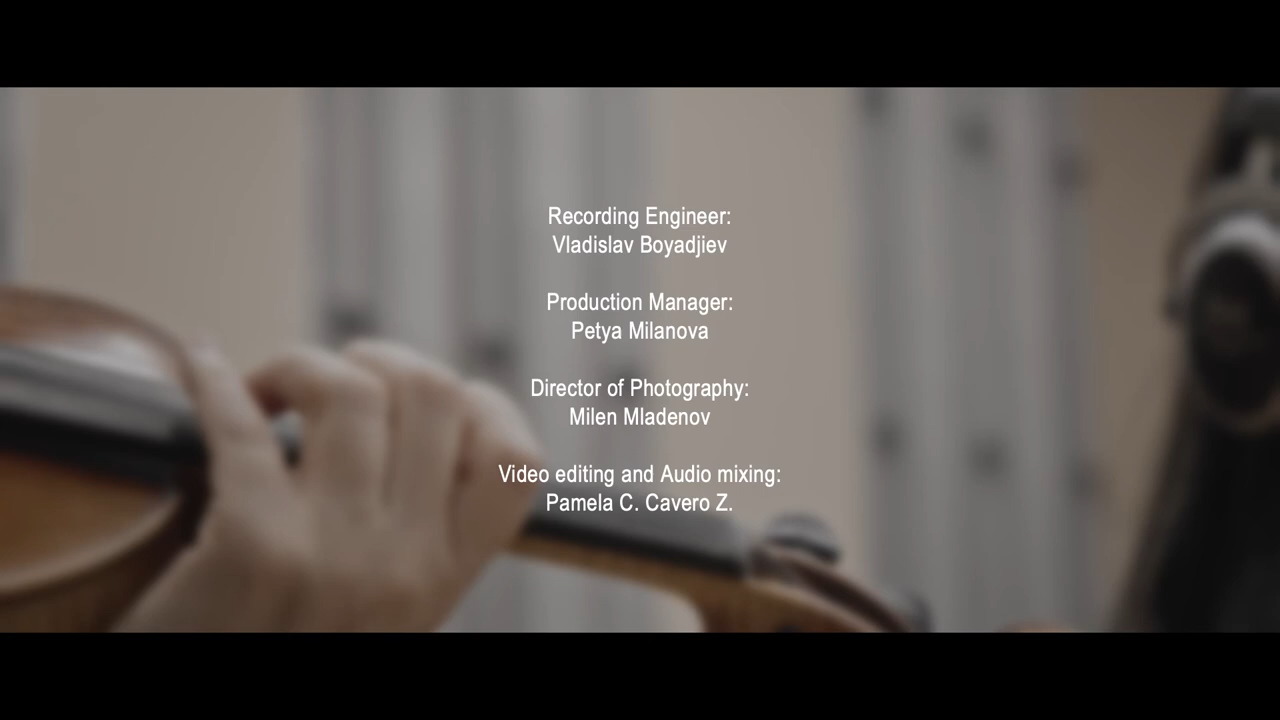 Recording Engineer:
Vladislav Boyadjiev
Production Manager:
Petya Milanova
Director of Photography:
Milen Mladenov
Video editing and Audio mixing:
Pamela C. Cavero Z.